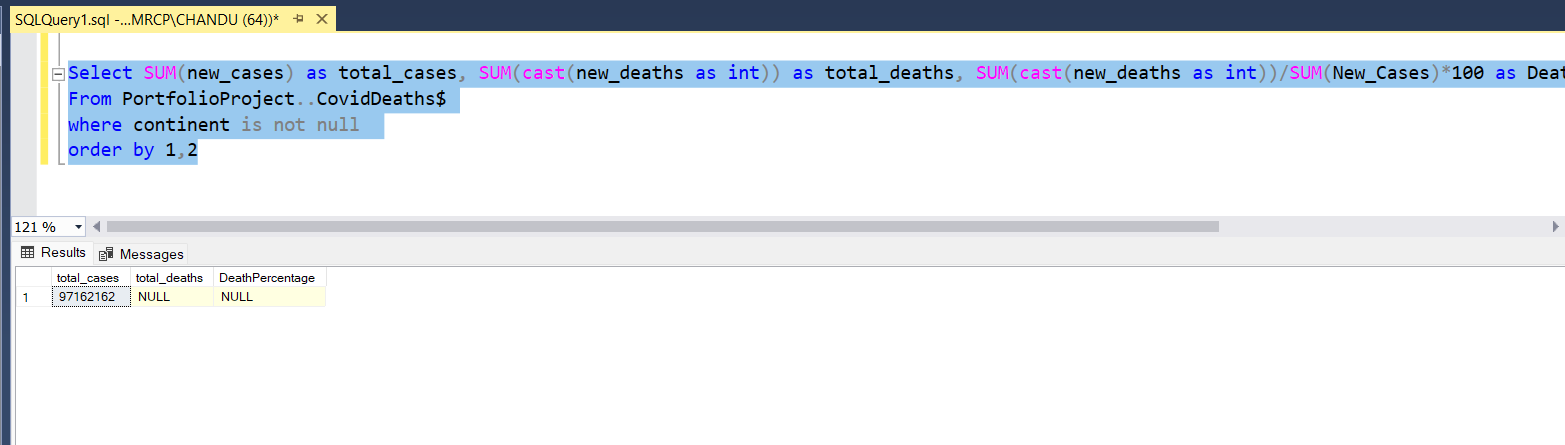 SQLQuery1.sql -...MRCP\CHANDU (64))*
Select SUM(new_cases) as total_cases, SUM(cast(new_deaths as int)) as total_deaths, SUM(cast(new_deaths as int))/SUM(New_Cases)*100 as Deat
From PortfolioProject..CovidDeaths$
where continent is not null
order by 1,2
121 %
Results Messages
total_cases total_deaths DeathPercentage
1 97162162 NULL NULL